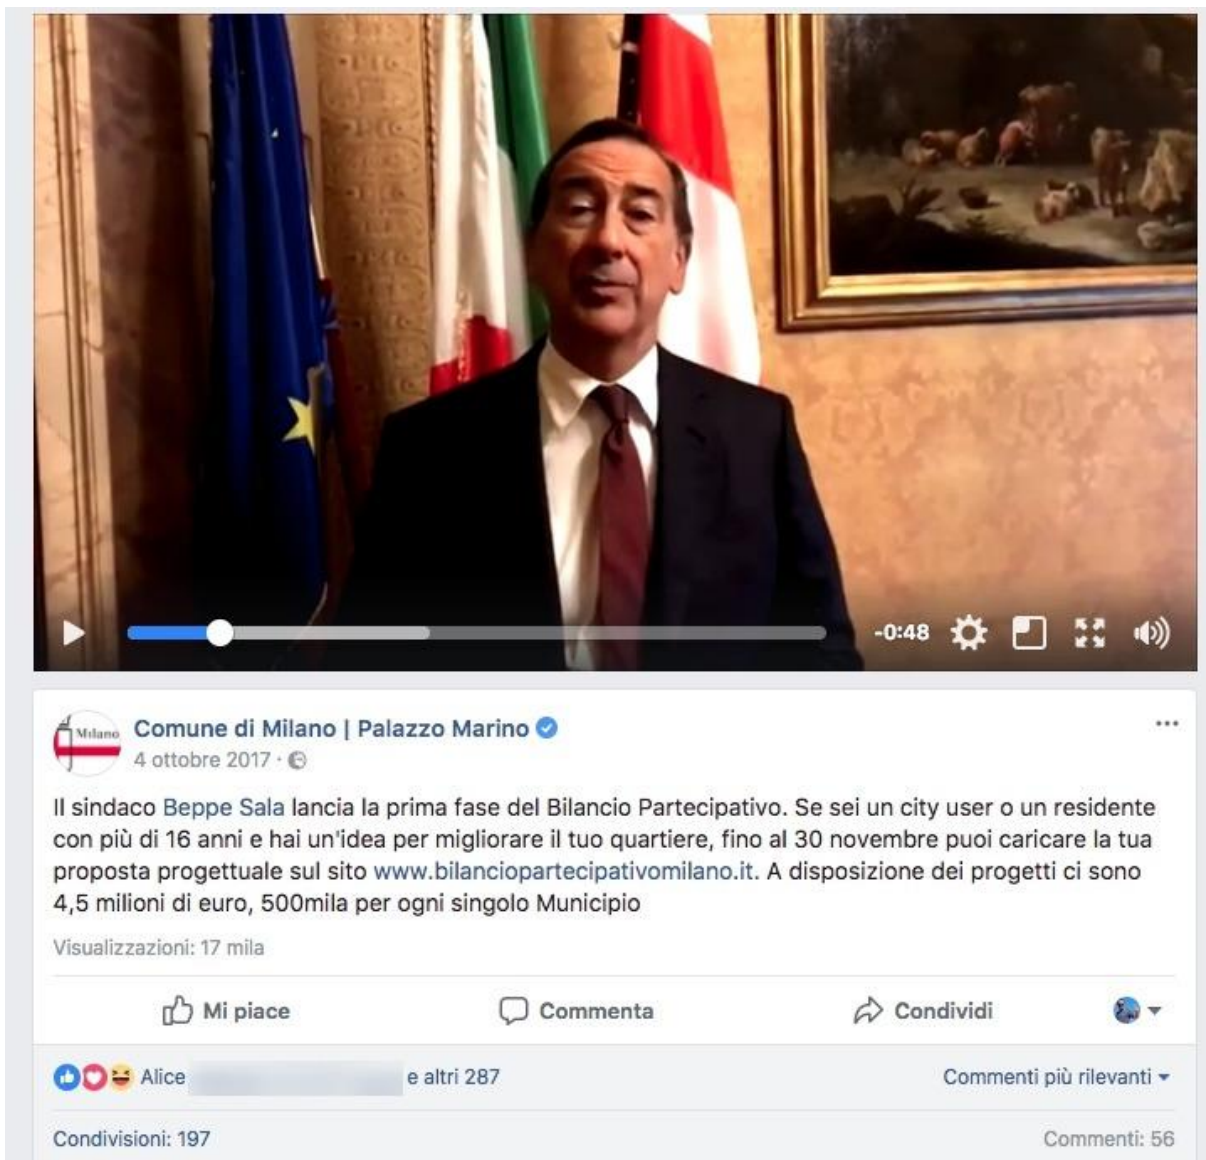 -0:48
Milano
Comune di Milano | Palazzo Marino
4 ottobre 2017 ·
Il sindaco Beppe Sala lancia la prima fase del Bilancio Partecipativo. Se sei un city user o un residente
con più di 16 anni e hai un'idea per migliorare il tuo quartiere, fino al 30 novembre puoi caricare la tua
proposta progettuale sul sito www.bilanciopartecipativomilano.it. A disposizione dei progetti ci sono
4,5 milioni di euro, 500mila per ogni singolo Municipio
Visualizzazioni: 17 mila
Mi piace Commenta Condividi
Alice e altri 287 Commenti più rilevanti
Condivisioni: 197 Commenti: 56